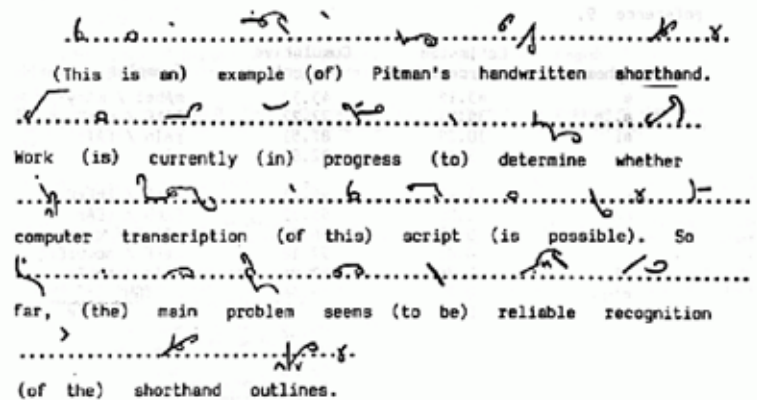 (This is an) example (of) Pitman's handwritten shorthand.
Work (is) currently (in) progress (to) determine whether
computer transcription (of this) script (is possible). So
far, (the) main problem seems (to be) reliable recognition
(of the) shorthand outlines.